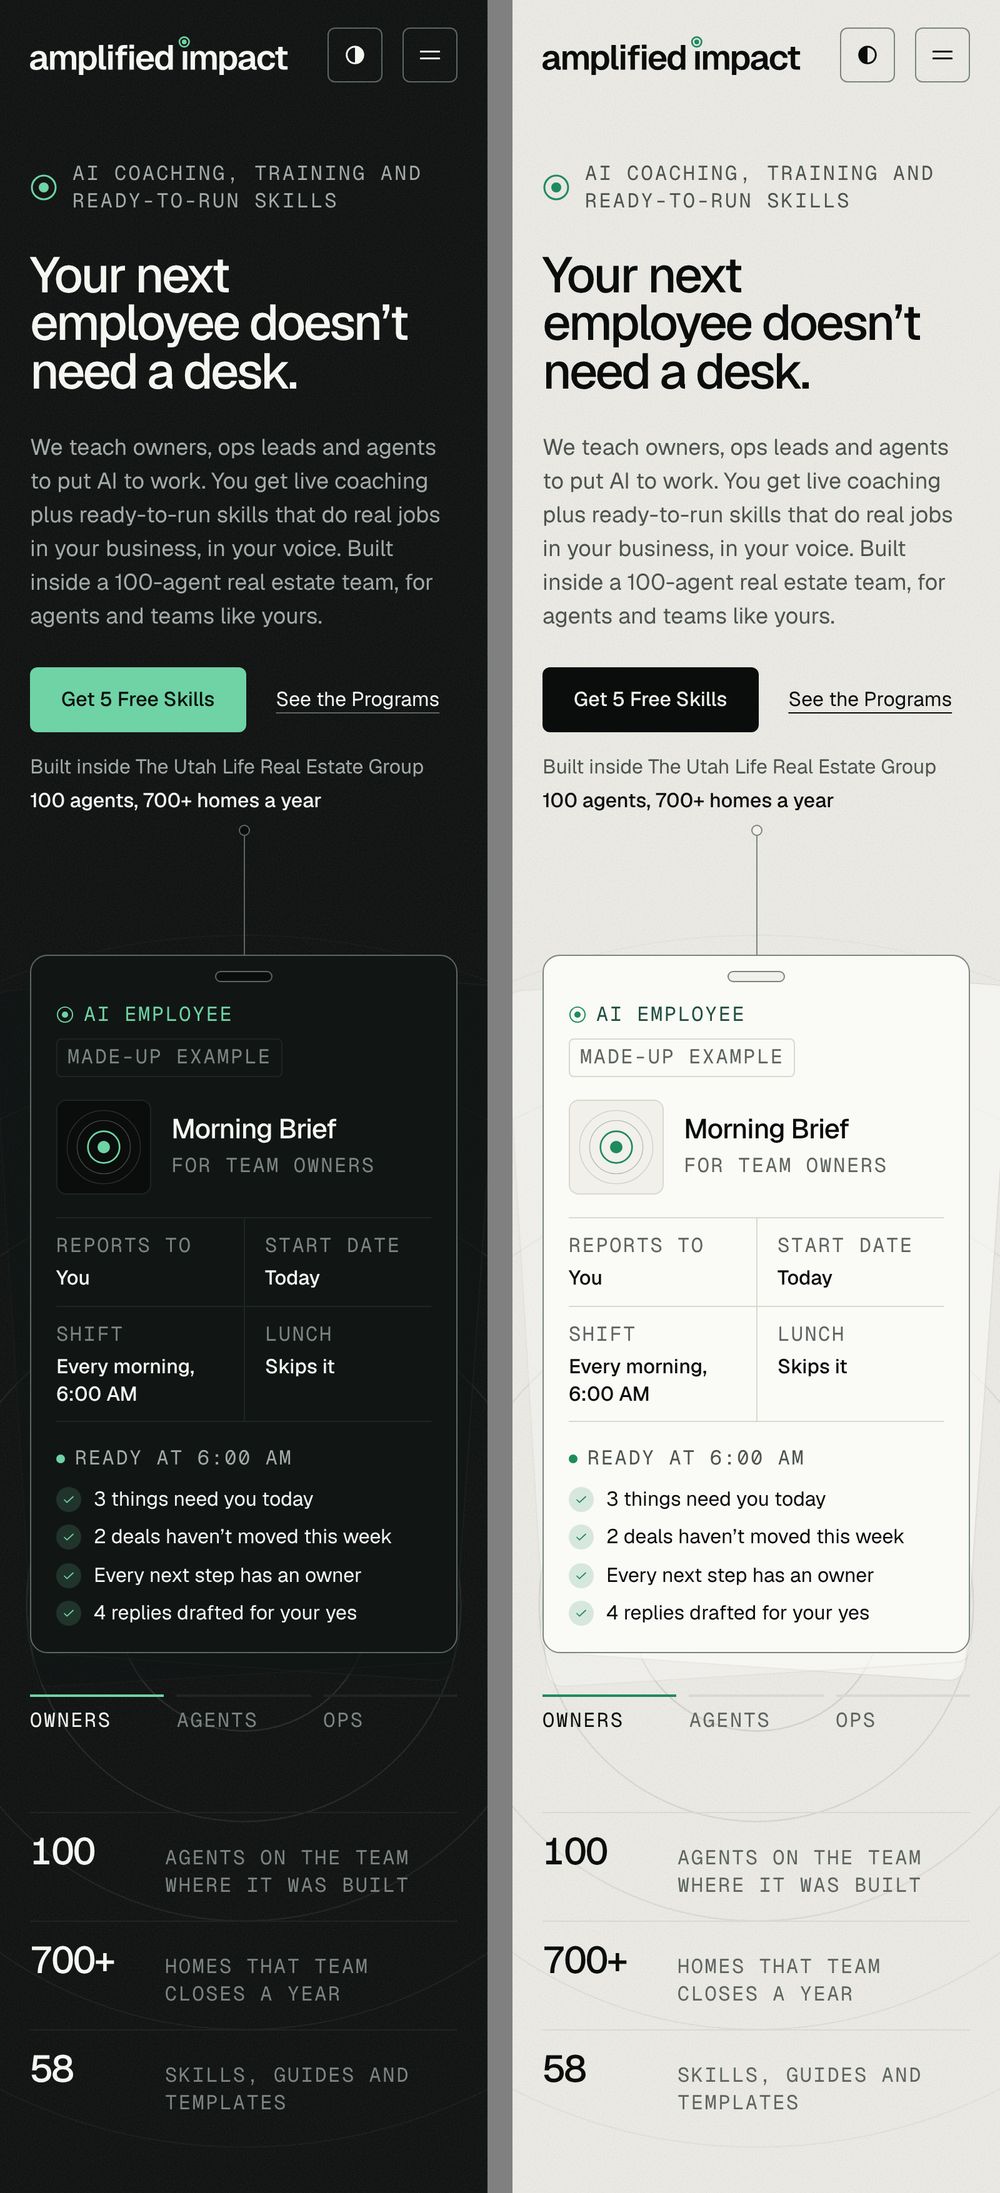 amplified impact
AI COACHING, TRAINING AND
READY-TO-RUN SKILLS
Your next
employee doesn’t
need a desk.
We teach owners, ops leads and agents
to put AI to work. You get live coaching
plus ready-to-run skills that do real jobs
in your business, in your voice. Built
inside a 100-agent real estate team, for
agents and teams like yours.
Get 5 Free Skills
See the Programs
Built inside The Utah Life Real Estate Group
100 agents, 700+ homes a year
AI EMPLOYEE
MADE-UP EXAMPLE
Morning Brief
FOR TEAM OWNERS
REPORTS TO
You
START DATE
Today
SHIFT
Every morning,
6:00 AM
LUNCH
Skips it
READY AT 6:00 AM
3 things need you today
2 deals haven’t moved this week
Every next step has an owner
4 replies drafted for your yes
OWNERS
AGENTS
OPS
100
AGENTS ON THE TEAM
WHERE IT WAS BUILT
700+
HOMES THAT TEAM
CLOSES A YEAR
58
SKILLS, GUIDES AND
TEMPLATES
amplified impact
AI COACHING, TRAINING AND
READY-TO-RUN SKILLS
Your next
employee doesn’t
need a desk.
We teach owners, ops leads and agents
to put AI to work. You get live coaching
plus ready-to-run skills that do real jobs
in your business, in your voice. Built
inside a 100-agent real estate team, for
agents and teams like yours.
Get 5 Free Skills
See the Programs
Built inside The Utah Life Real Estate Group
100 agents, 700+ homes a year
AI EMPLOYEE
MADE-UP EXAMPLE
Morning Brief
FOR TEAM OWNERS
REPORTS TO
You
START DATE
Today
SHIFT
Every morning,
6:00 AM
LUNCH
Skips it
READY AT 6:00 AM
3 things need you today
2 deals haven’t moved this week
Every next step has an owner
4 replies drafted for your yes
OWNERS
AGENTS
OPS
100
AGENTS ON THE TEAM
WHERE IT WAS BUILT
700+
HOMES THAT TEAM
CLOSES A YEAR
58
SKILLS, GUIDES AND
TEMPLATES